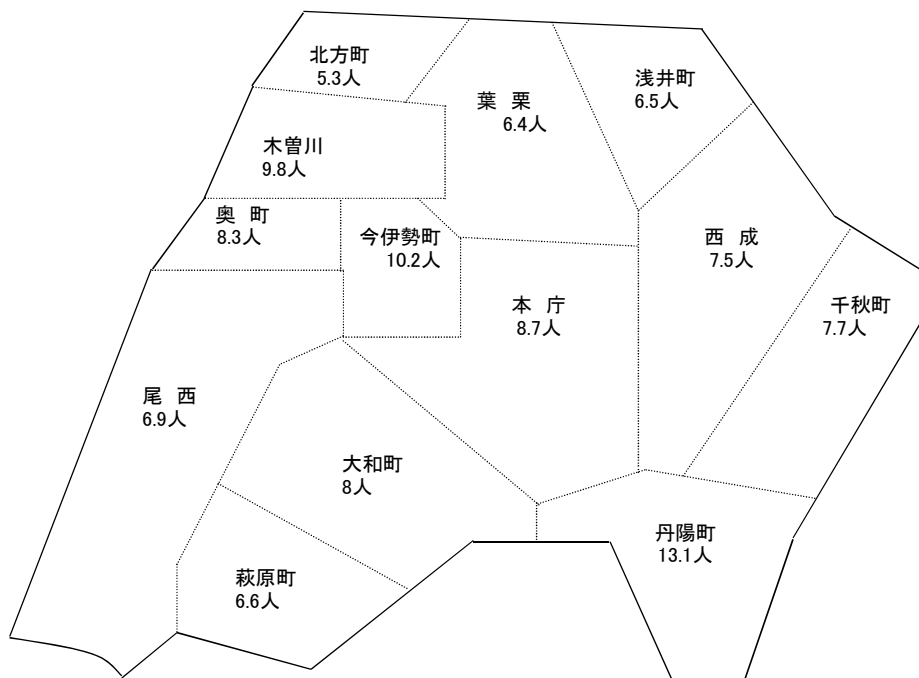 北方町
5.3人
浅井町
6.5人
葉 栗
6.4人
木曽川
9.8人
奥 町
8.3人
今伊勢町
10.2人
西 成
7.5人
千秋町
7.7人
本 庁
8.7人
尾 西
6.9人
大和町
8人
丹陽町
13.1人
萩原町
6.6人